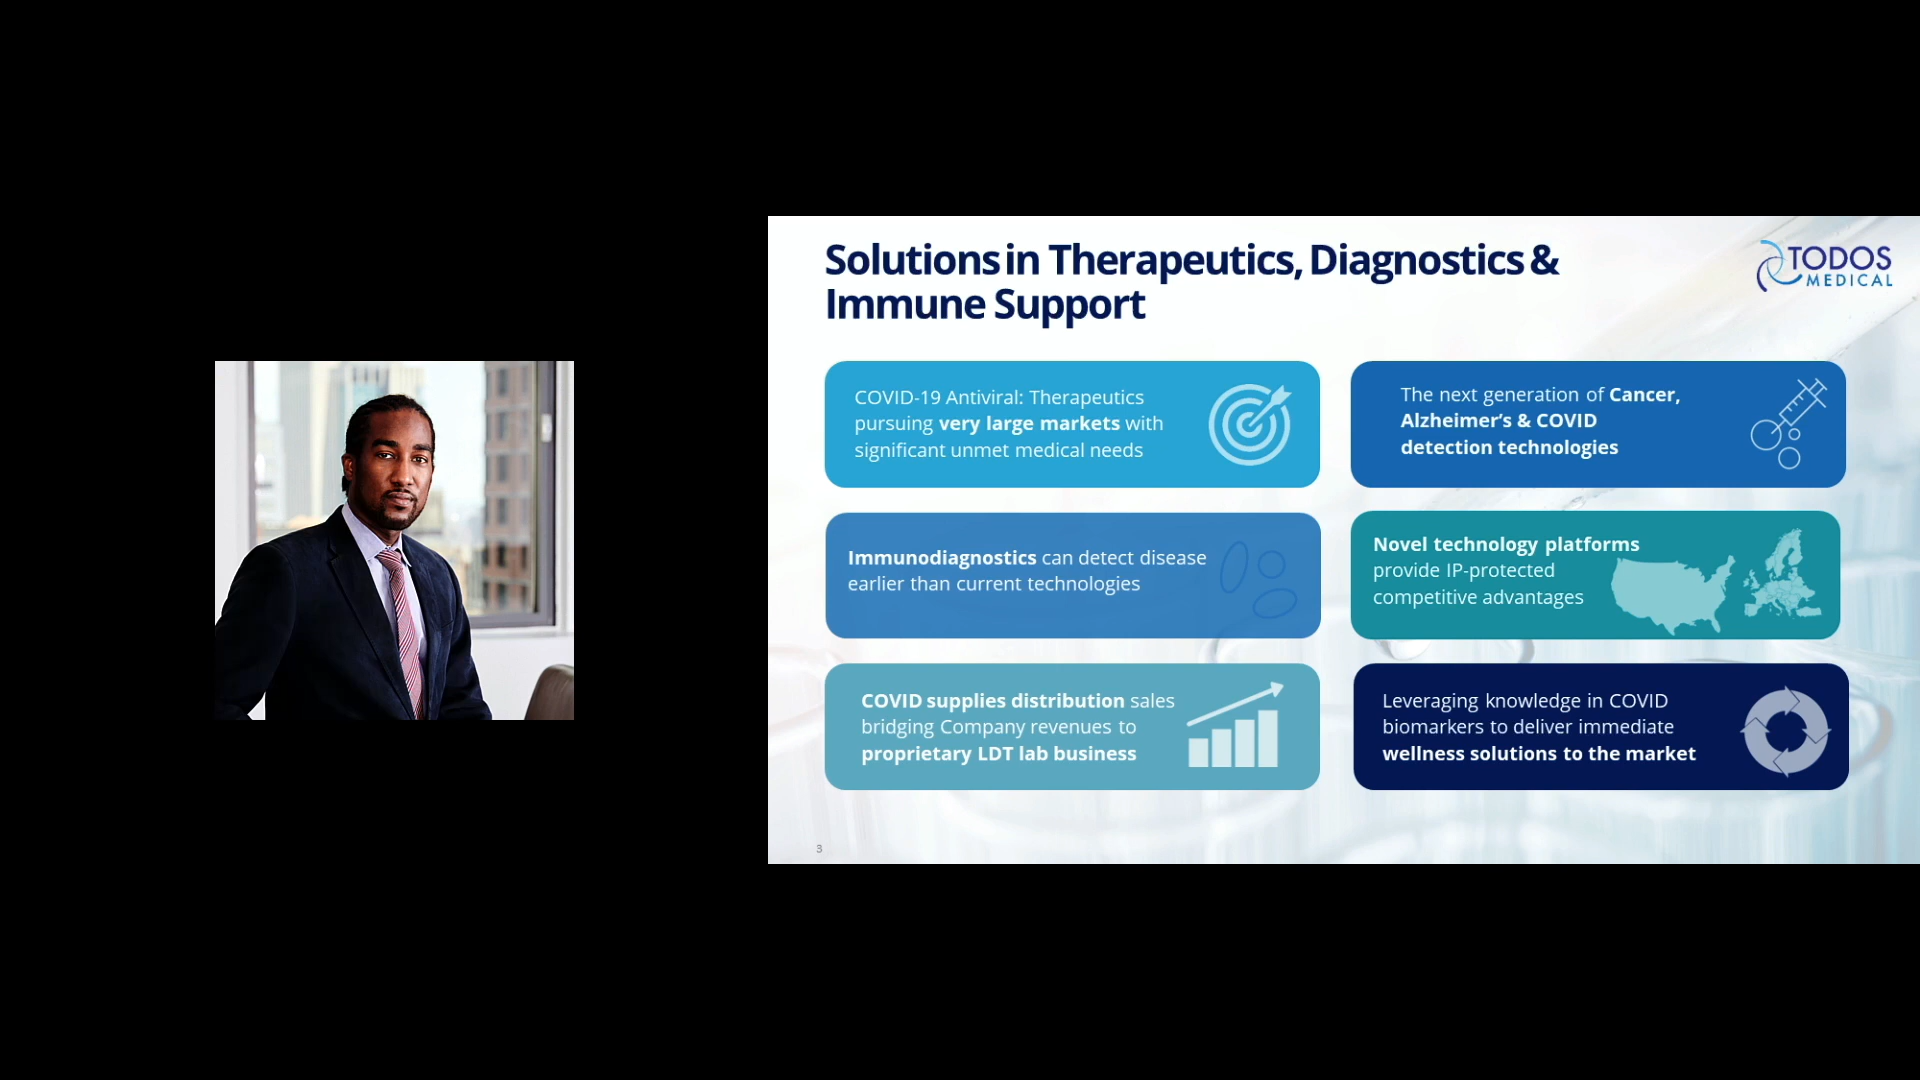 Solutions in Therapeutics, Diagnostics &
Immune Support
TODOS
MEDICAL
COVID-19 Antiviral: Therapeutics
pursuing very large markets with
significant unmet medical needs
The next generation of Cancer,
Alzheimer’s & COVID
detection technologies
Immunodiagnostics can detect disease
earlier than current technologies
Novel technology platforms
provide IP-protected
competitive advantages
COVID supplies distribution sales
bridging Company revenues to
proprietary LDT lab business
Leveraging knowledge in COVID
biomarkers to deliver immediate
wellness solutions to the market
3